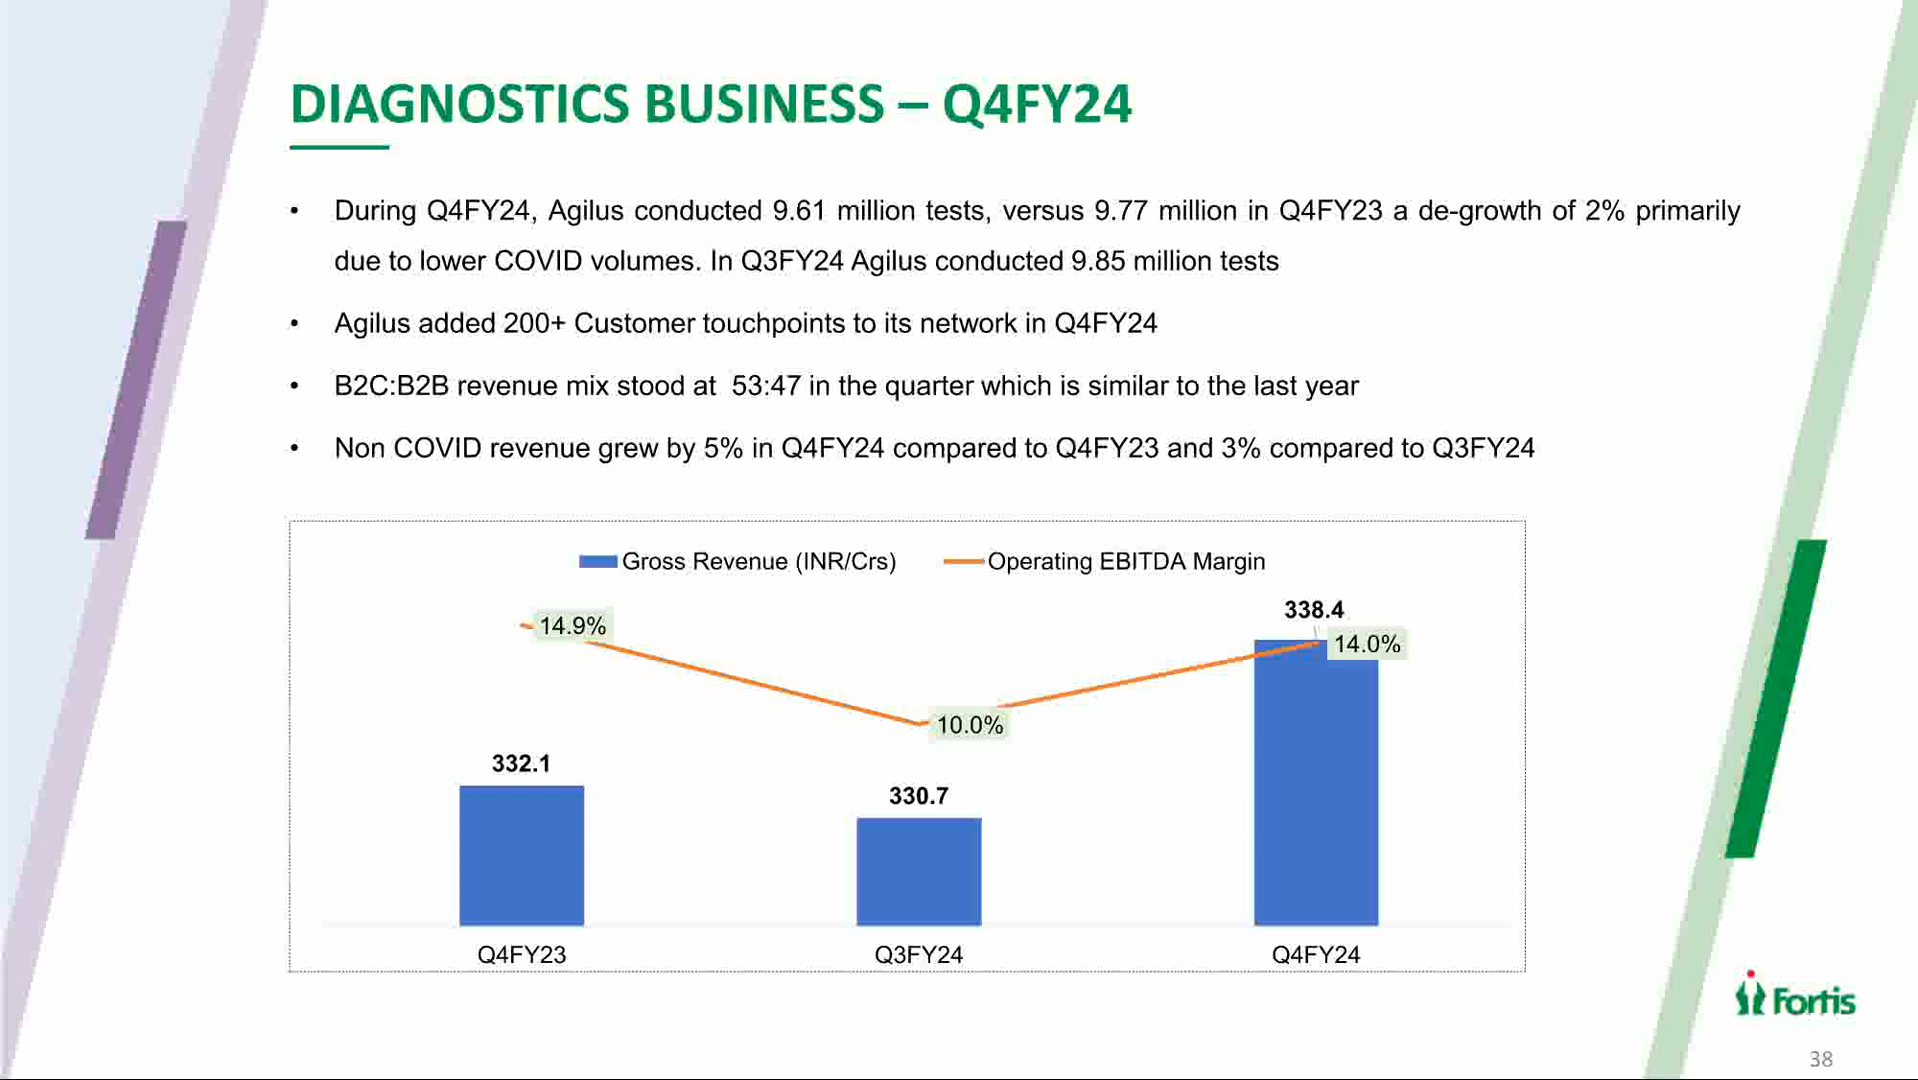 DIAGNOSTICS BUSINESS – Q4FY24
• During Q4FY24, Agilus conducted 9.61 million tests, versus 9.77 million in Q4FY23 a de-growth of 2% primarily
due to lower COVID volumes. In Q3FY24 Agilus conducted 9.85 million tests
• Agilus added 200+ Customer touchpoints to its network in Q4FY24
• B2C:B2B revenue mix stood at  53:47 in the quarter which is similar to the last year
• Non COVID revenue grew by 5% in Q4FY24 compared to Q4FY23 and 3% compared to Q3FY24
Gross Revenue (INR/Crs) Operating EBITDA Margin
338.4
14.9%
14.0%
10.0%
332.1
330.7
Q4FY23 Q3FY24 Q4FY24
Fortis
38